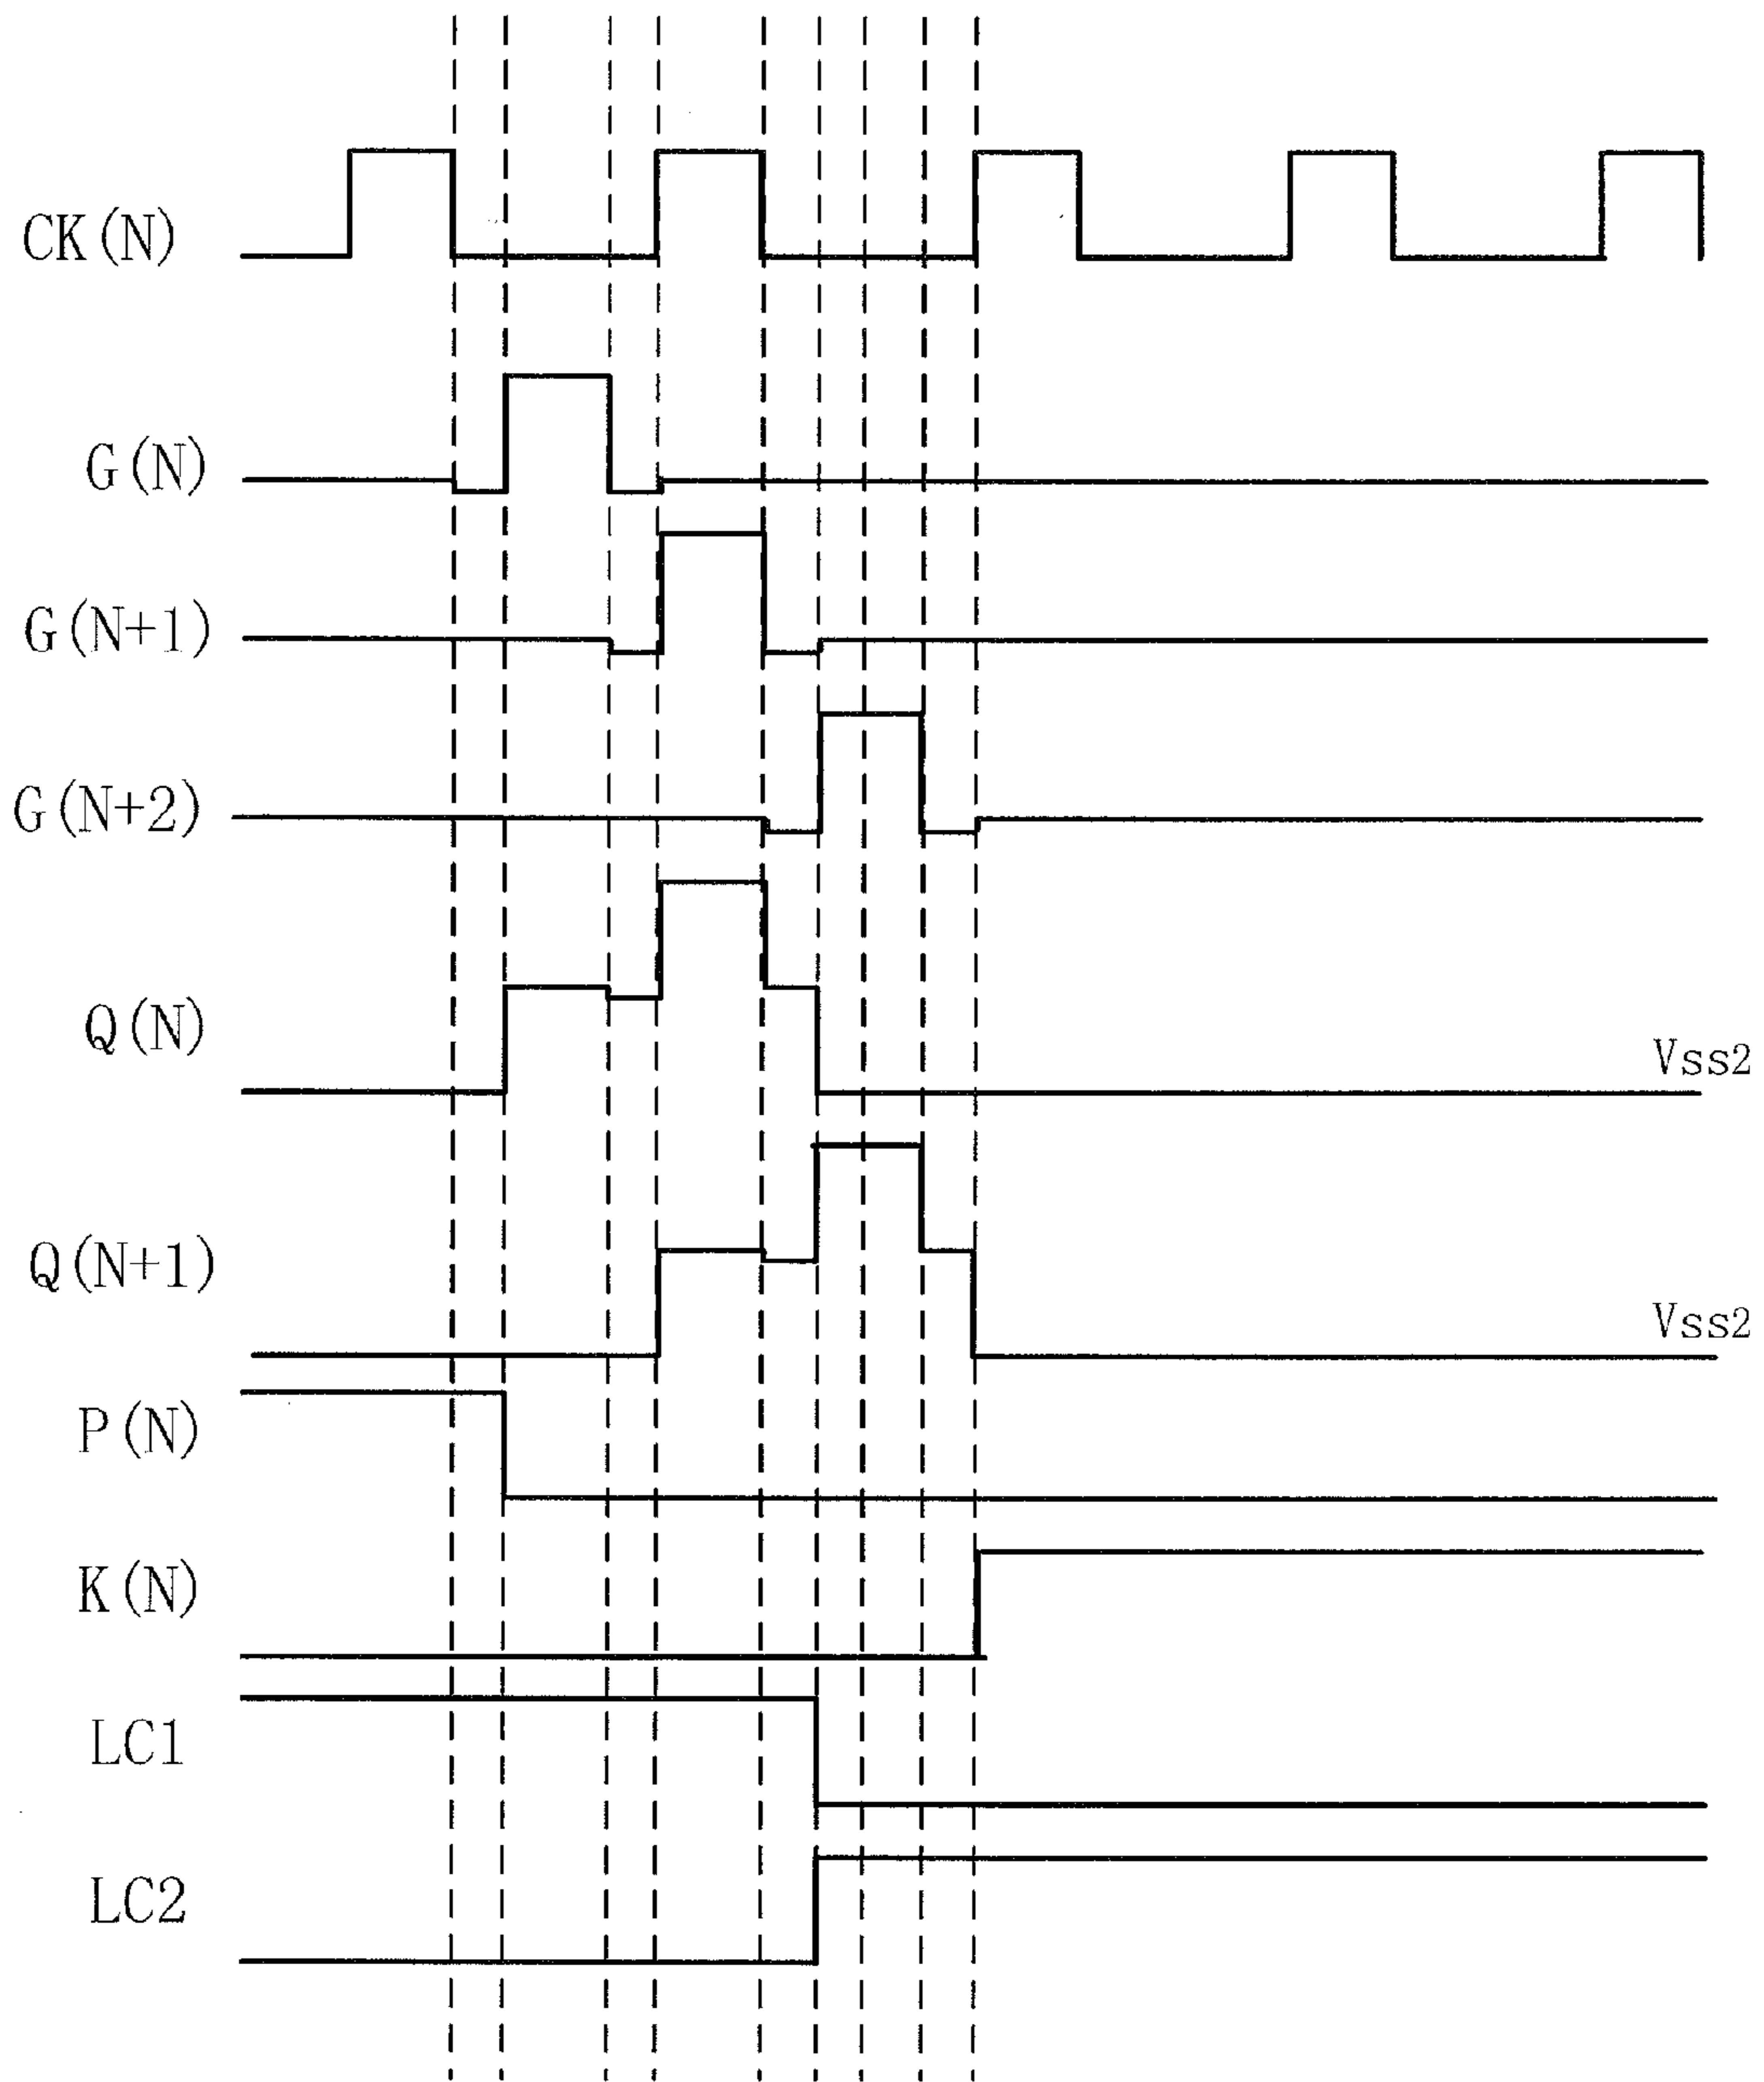 CK(N)
G(N)
G(N+1)
G(N+2)
Q(N)
Vss2
Q(N+1)
Vss2
P(N)
K(N)
LC1
LC2